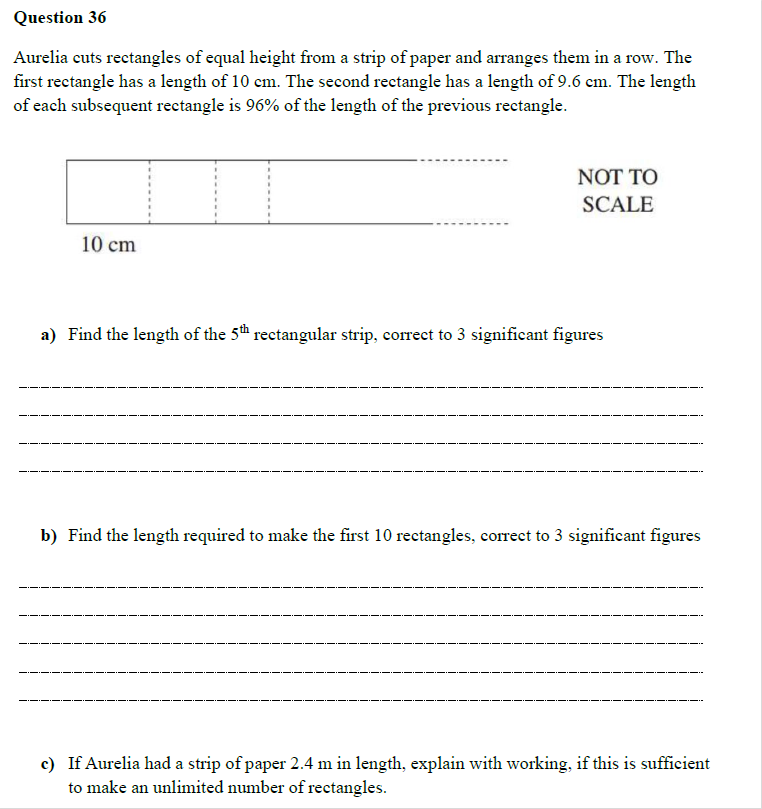 Question 36
Aurelia cuts rectangles of equal height from a strip of paper and arranges them in a row. The
first rectangle has a length of 10 cm. The second rectangle has a length of 9.6 cm. The length
of each subsequent rectangle is 96% of the length of the previous rectangle.
NOT TO
SCALE
10 cm
a) Find the length of the 5th rectangular strip, correct to 3 significant figures
b) Find the length required to make the first 10 rectangles, correct to 3 significant figures
c) If Aurelia had a strip of paper 2.4 m in length, explain with working, if this is sufficient
to make an unlimited number of rectangles.